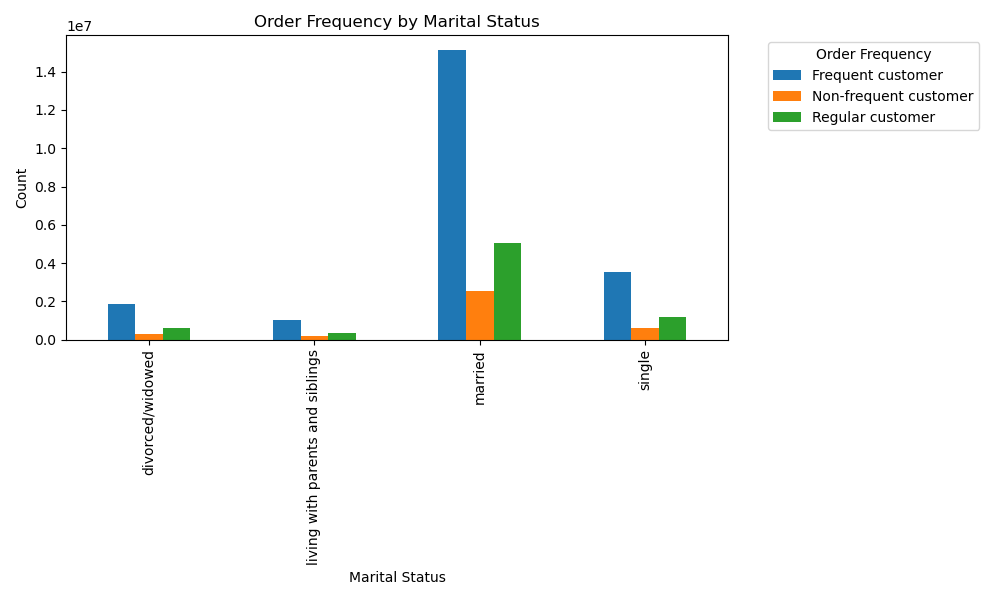 Order Frequency by Marital Status
1e7
1.4
1.2
1.0
0.8
0.6
0.4
0.2
0.0
Count
divorced/widowed
living with parents and siblings
married
single
Marital Status
Order Frequency
Frequent customer
Non-frequent customer
Regular customer